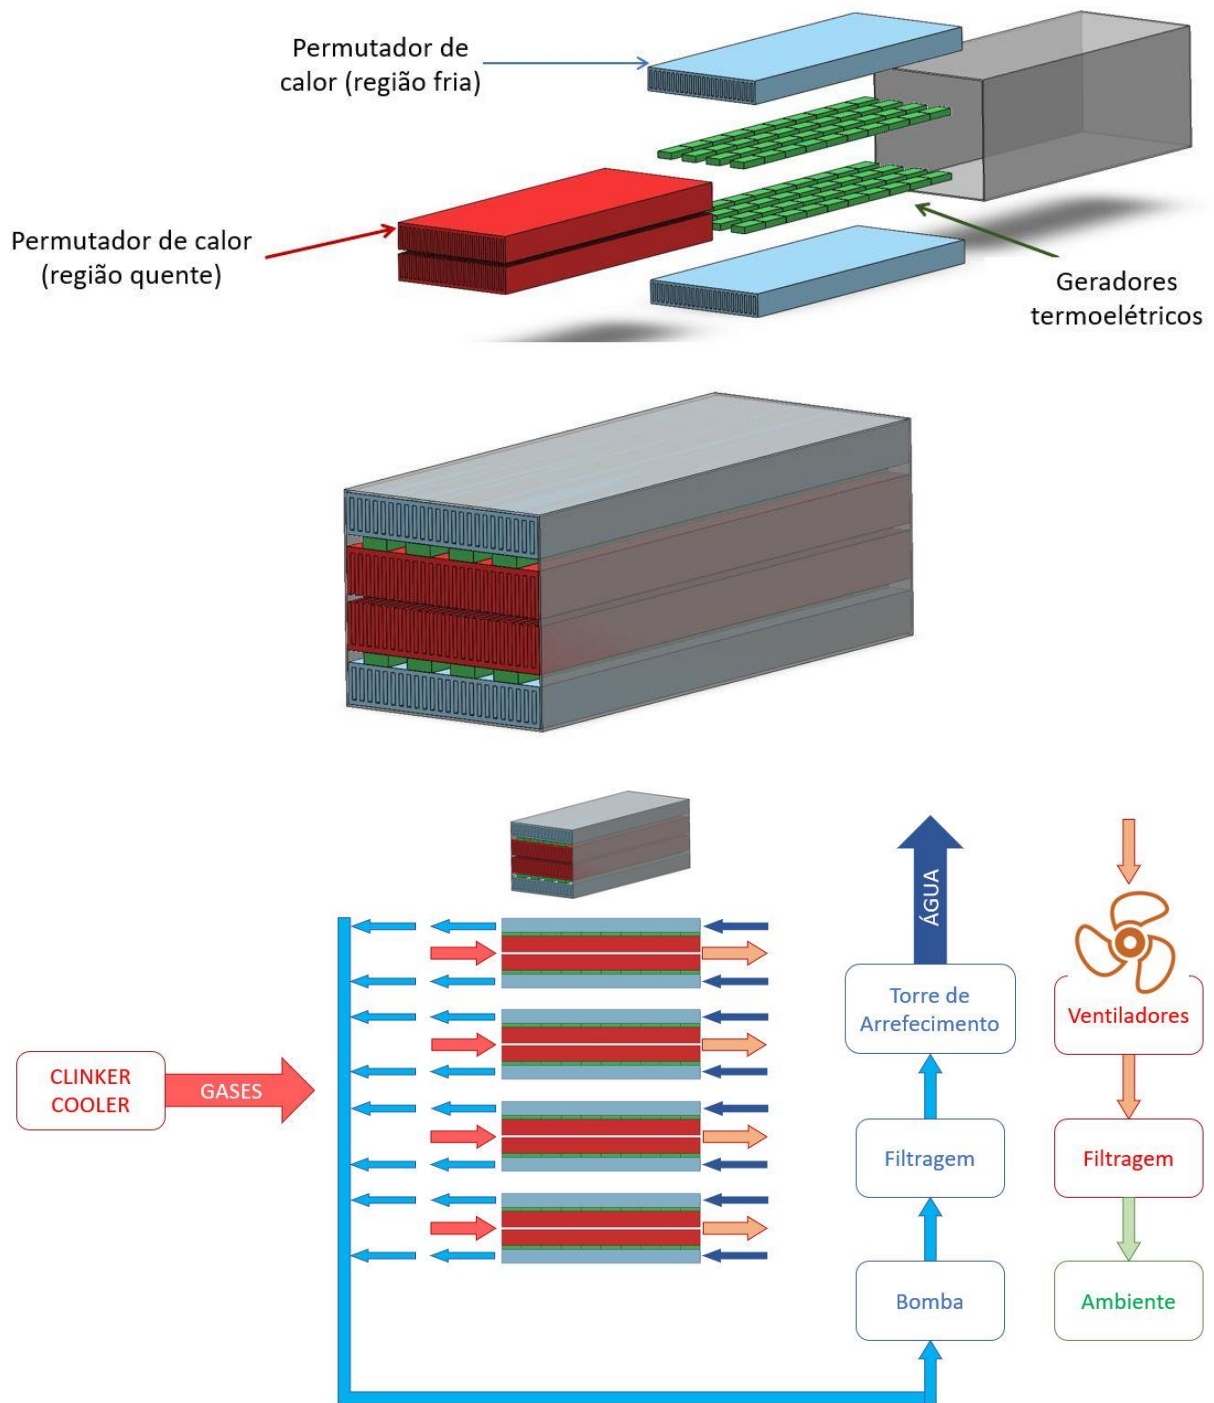 Permutador de
calor (região fria)
Permutador de calor
(região quente)
Geradores
termoelétricos
ÁGUA
Torre de
Arrefecimento
Ventiladores
CLINKER
COOLER
GASES
Filtragem
Filtragem
Bomba
Ambiente